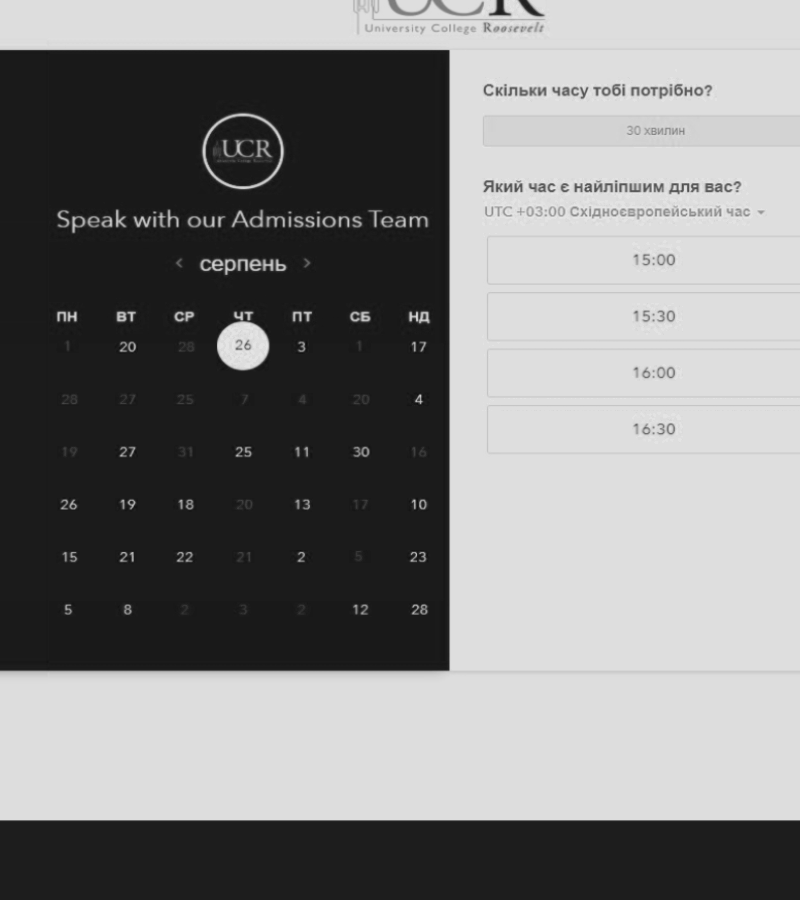 UCR
University College Roosevelt
UCR
Speak with our Admissions Team
< серпень >
ПН ВТ СР ЧТ ПТ СБ НД
1 20 28 26 3 1 17
28 27 25 7 4 20 4
19 27 31 25 11 30 16
26 19 18 20 13 17 10
15 21 22 21 2 5 23
5 8 2 3 2 12 28
Скільки часу тобі потрібно?
30 хвилин
Який час є найліпшим для вас?
UTC +03:00 Східноєвропейський час
15:00
15:30
16:00
16:30